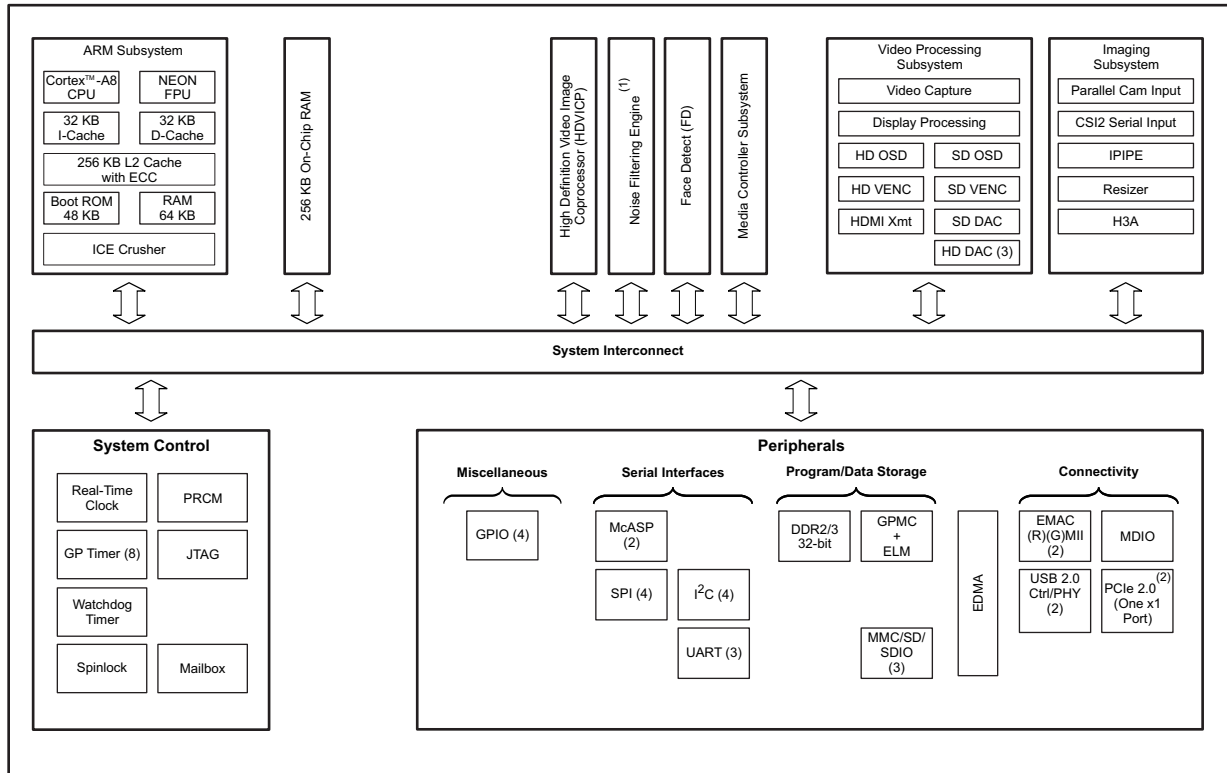 ARM Subsystem
Cortex™-A8
CPU
NEON
FPU
32 KB
I-Cache
32 KB
D-Cache
256 KB L2 Cache
with ECC
Boot ROM
48 KB
RAM
64 KB
ICE Crusher
256 KB On-Chip RAM
High Definition Video Image
Coprocessor (HDVICP)
Noise Filtering Engine (1)
Face Detect (FD)
Media Controller Subsystem
Video Processing
Subsystem
Video Capture
Display Processing
HD OSD
SD OSD
HD VENC
SD VENC
HDMI Xmt
SD DAC
HD DAC (3)
Imaging
Subsystem
Parallel Cam Input
CSI2 Serial Input
IPIPE
Resizer
H3A
System Interconnect
System Control
Real-Time
Clock
PRCM
GP Timer (8)
JTAG
Watchdog
Timer
Spinlock
Mailbox
Peripherals
Miscellaneous
GPIO (4)
Serial Interfaces
McASP
(2)
SPI (4)
I²C (4)
UART (3)
Program/Data Storage
DDR2/3
32-bit
GPMC
+
ELM
MMC/SD/
SDIO
(3)
EDMA
Connectivity
EMAC
(R)(G)MII
(2)
MDIO
USB 2.0
Ctrl/PHY
(2)
PCIe 2.0 (2)
(One x1
Port)